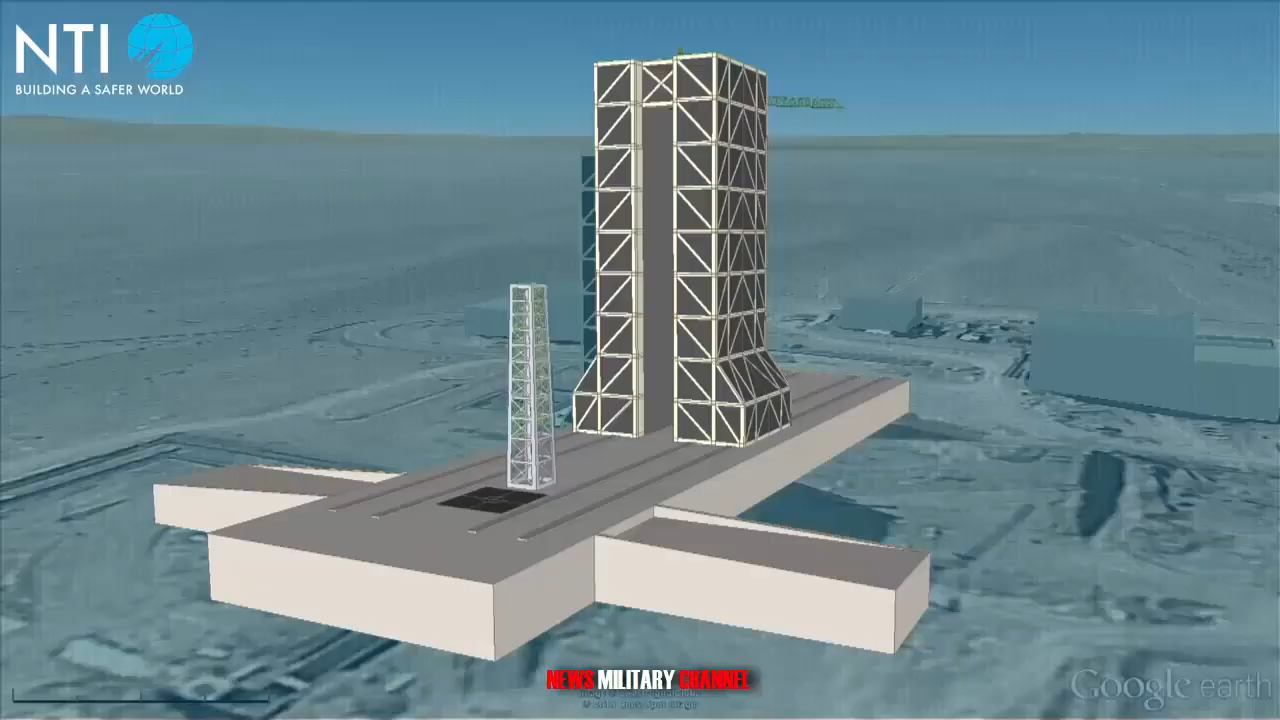 NTI
BUILDING A SAFER WORLD
NEWS MILITARY CHANNEL
Google earth